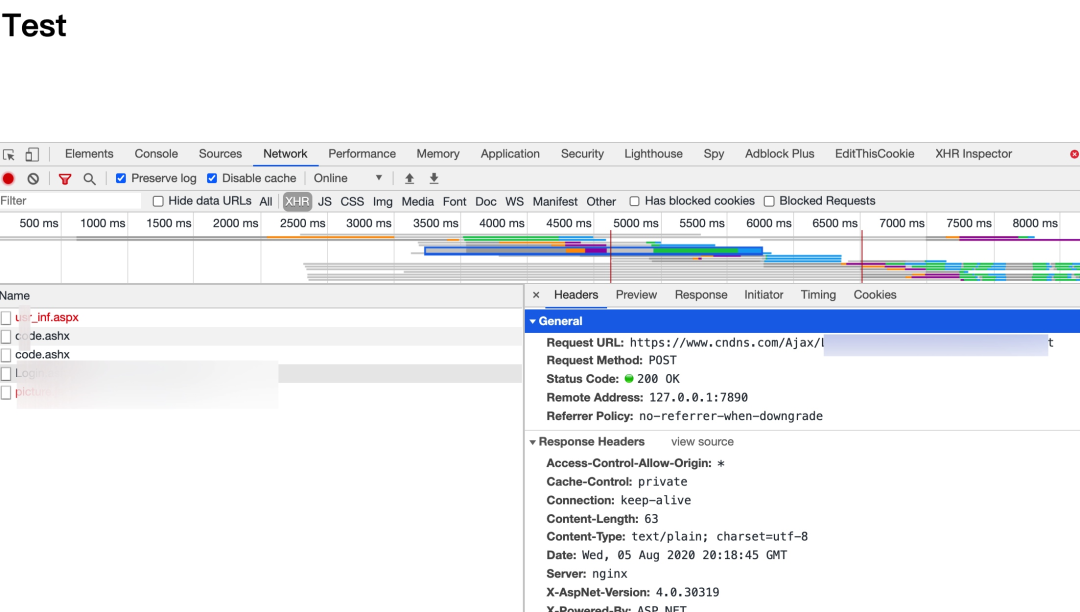 Test
Elements Console Sources Network Performance Memory Application Security Lighthouse Spy Adblock Plus EditThisCookie XHR Inspector
Preserve log Disable cache Online
Filter Hide data URLs All XHR JS CSS Img Media Font Doc WS Manifest Other Has blocked cookies Blocked Requests
500 ms 1000 ms 1500 ms 2000 ms 2500 ms 3000 ms 3500 ms 4000 ms 4500 ms 5000 ms 5500 ms 6000 ms 6500 ms 7000 ms 7500 ms 8000 ms
Name
usr_inf.aspx
code.ashx
code.ashx
× Headers Preview Response Initiator Timing Cookies
General
Request URL: https://www.cndns.com/Ajax/
Request Method: POST
Status Code: 200 OK
Remote Address: 127.0.0.1:7890
Referrer Policy: no-referrer-when-downgrade
Response Headers view source
Access-Control-Allow-Origin: *
Cache-Control: private
Connection: keep-alive
Content-Length: 63
Content-Type: text/plain; charset=utf-8
Date: Wed, 05 Aug 2020 20:18:45 GMT
Server: nginx
X-AspNet-Version: 4.0.30319
X-Powered-By: ASP.NET